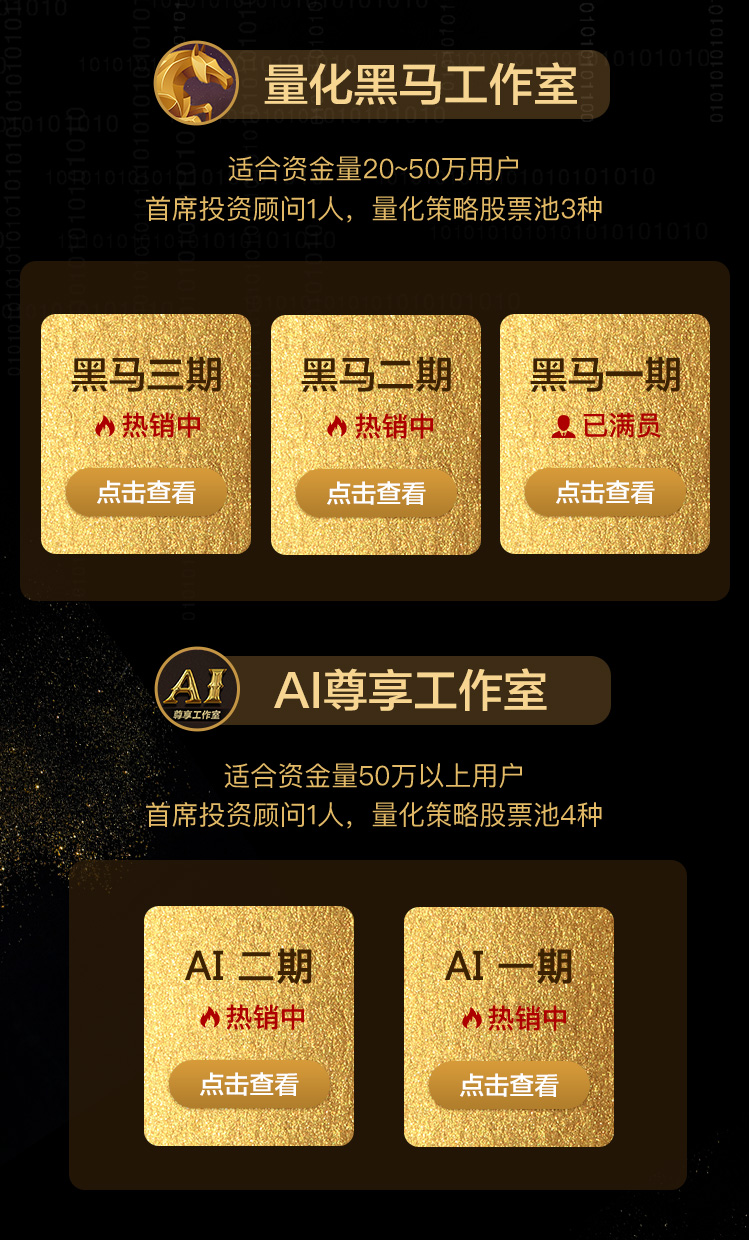 量化黑马工作室
适合资金量20~50万用户
首席投资顾问1人，量化策略股票池3种
黑马三期
热销中
点击查看
黑马二期
热销中
点击查看
黑马一期
已满员
点击查看
AI
尊享工作室
AI尊享工作室
适合资金量50万以上用户
首席投资顾问1人，量化策略股票池4种
AI 二期
热销中
点击查看
AI 一期
热销中
点击查看